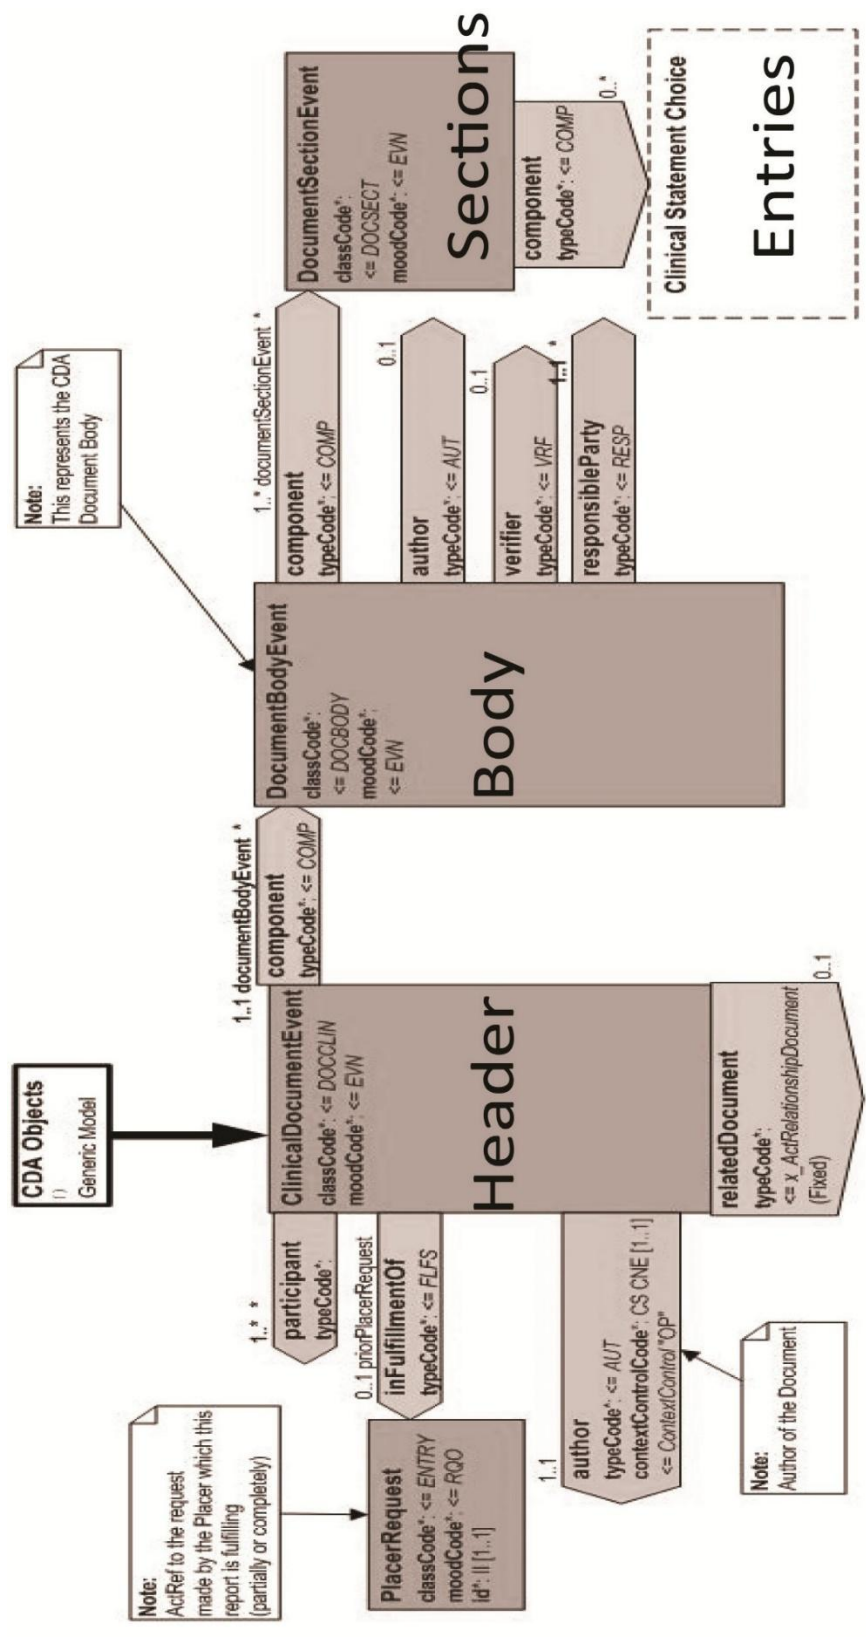 CDA Objects
( )
Generic Model
Note:
This represents the CDA
Document Body
Note:
ActRef to the request
made by the Placer which this
report is fulfilling
(partially or completely)
1..* *
participant
typeCode*:
0..1 priorPlacerRequest
inFulfillmentOf
typeCode*: <= FLFS
PlacerRequest
classCode*: <= ENTRY
moodCode*: <= RQO
id*: II [1..1]
1..1
author
typeCode*: <= AUT
contextControlCode*: CS CNE [1..1]
<= ContextControl "OP"
Note:
Author of the Document
ClinicalDocumentEvent
classCode*: <= DOCCLIN
moodCode*: <= EVN
Header
relatedDocument
typeCode*:
<= x_ActRelationshipDocument
(Fixed)
0..1
1..1 documentBodyEvent *
component
typeCode*: <= COMP
DocumentBodyEvent
classCode*:
<= DOCBODY
moodCode*:
<= EVN
Body
1..* documentSectionEvent *
component
typeCode*: <= COMP
0..1
author
typeCode*: <= AUT
0..1
verifier
typeCode*: <= VRF
1..1 *
responsibleParty
typeCode*: <= RESP
DocumentSectionEvent
classCode*:
<= DOCSECT
moodCode*: <= EVN
Sections
component
typeCode*: <= COMP
0..*
Clinical Statement Choice
Entries